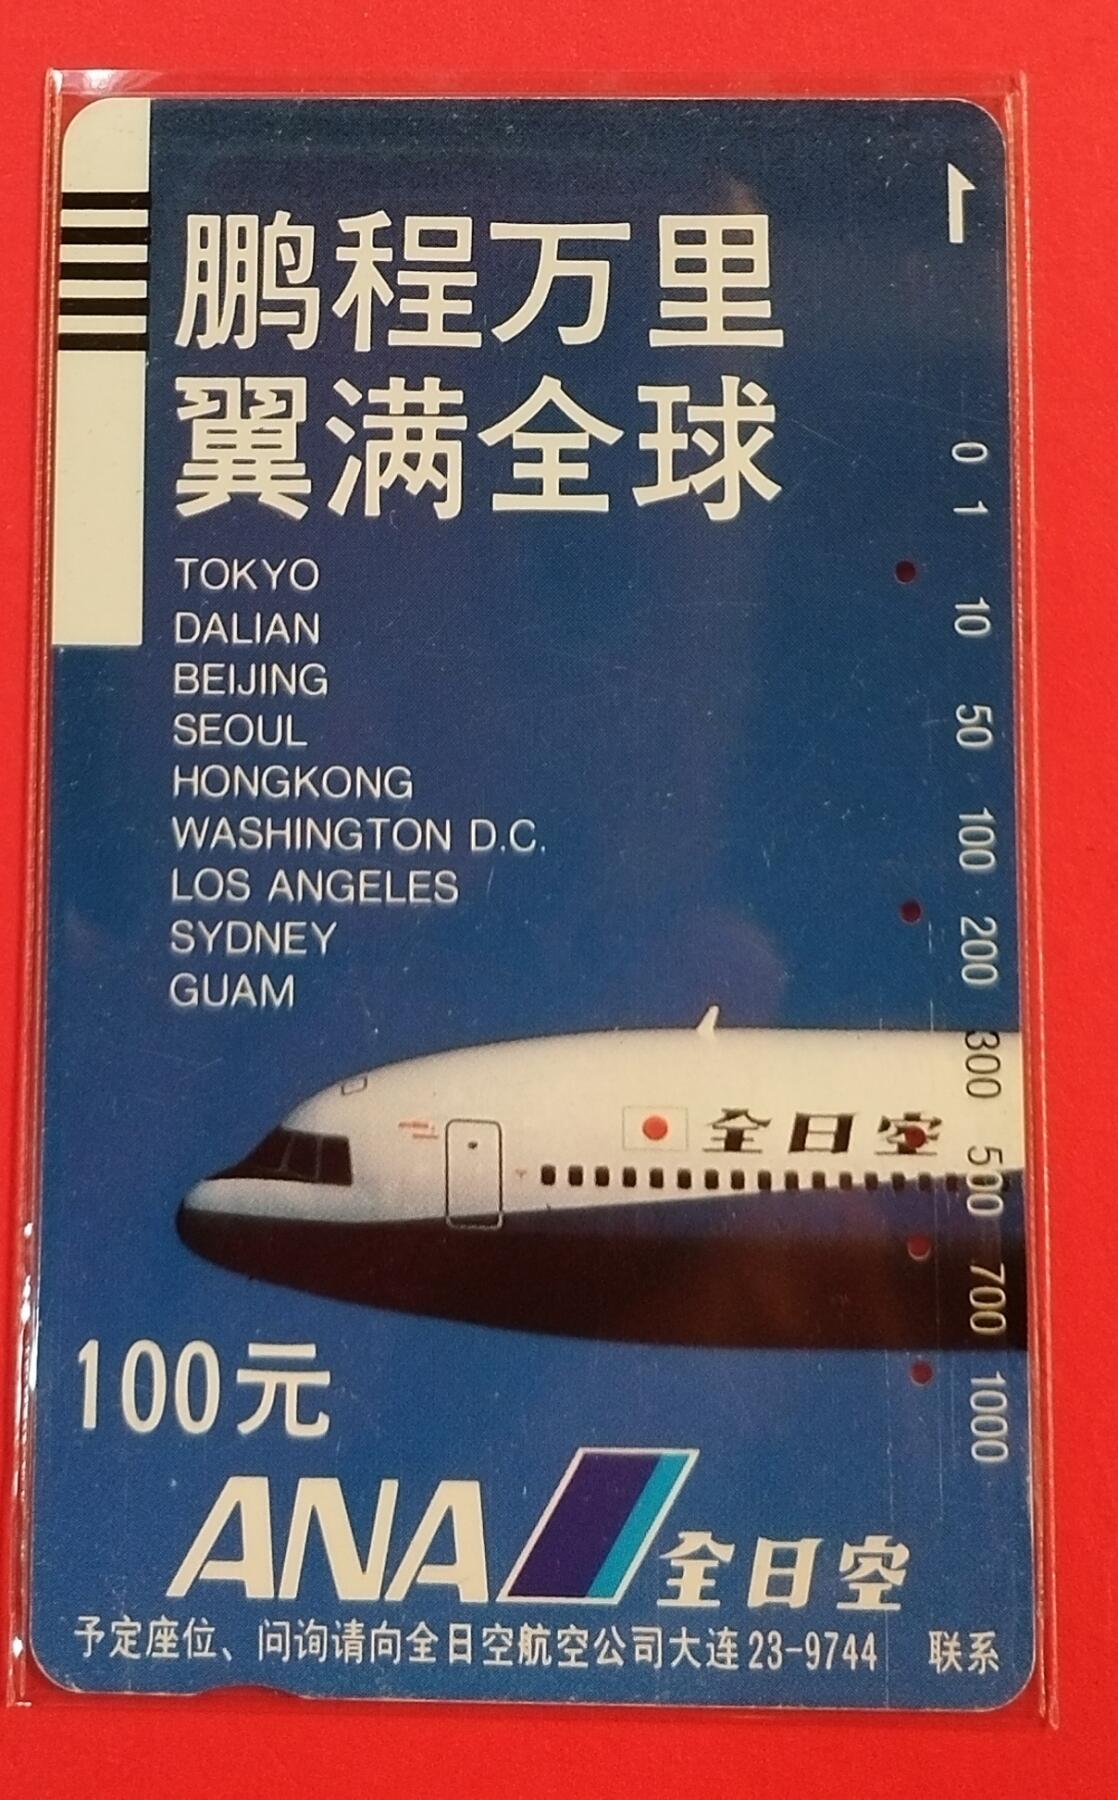 鹏程万里
翼满全球
TOKYO
DALIAN
BEIJING
SEOUL
HONGKONG
WASHINGTON D.C.
LOS ANGELES
SYDNEY
GUAM
0 1 10 50 100 200 300 500 700 1000
全日空
100元
ANA 全日空
予定座位、问询请向全日空航空公司大连23-9744 联系